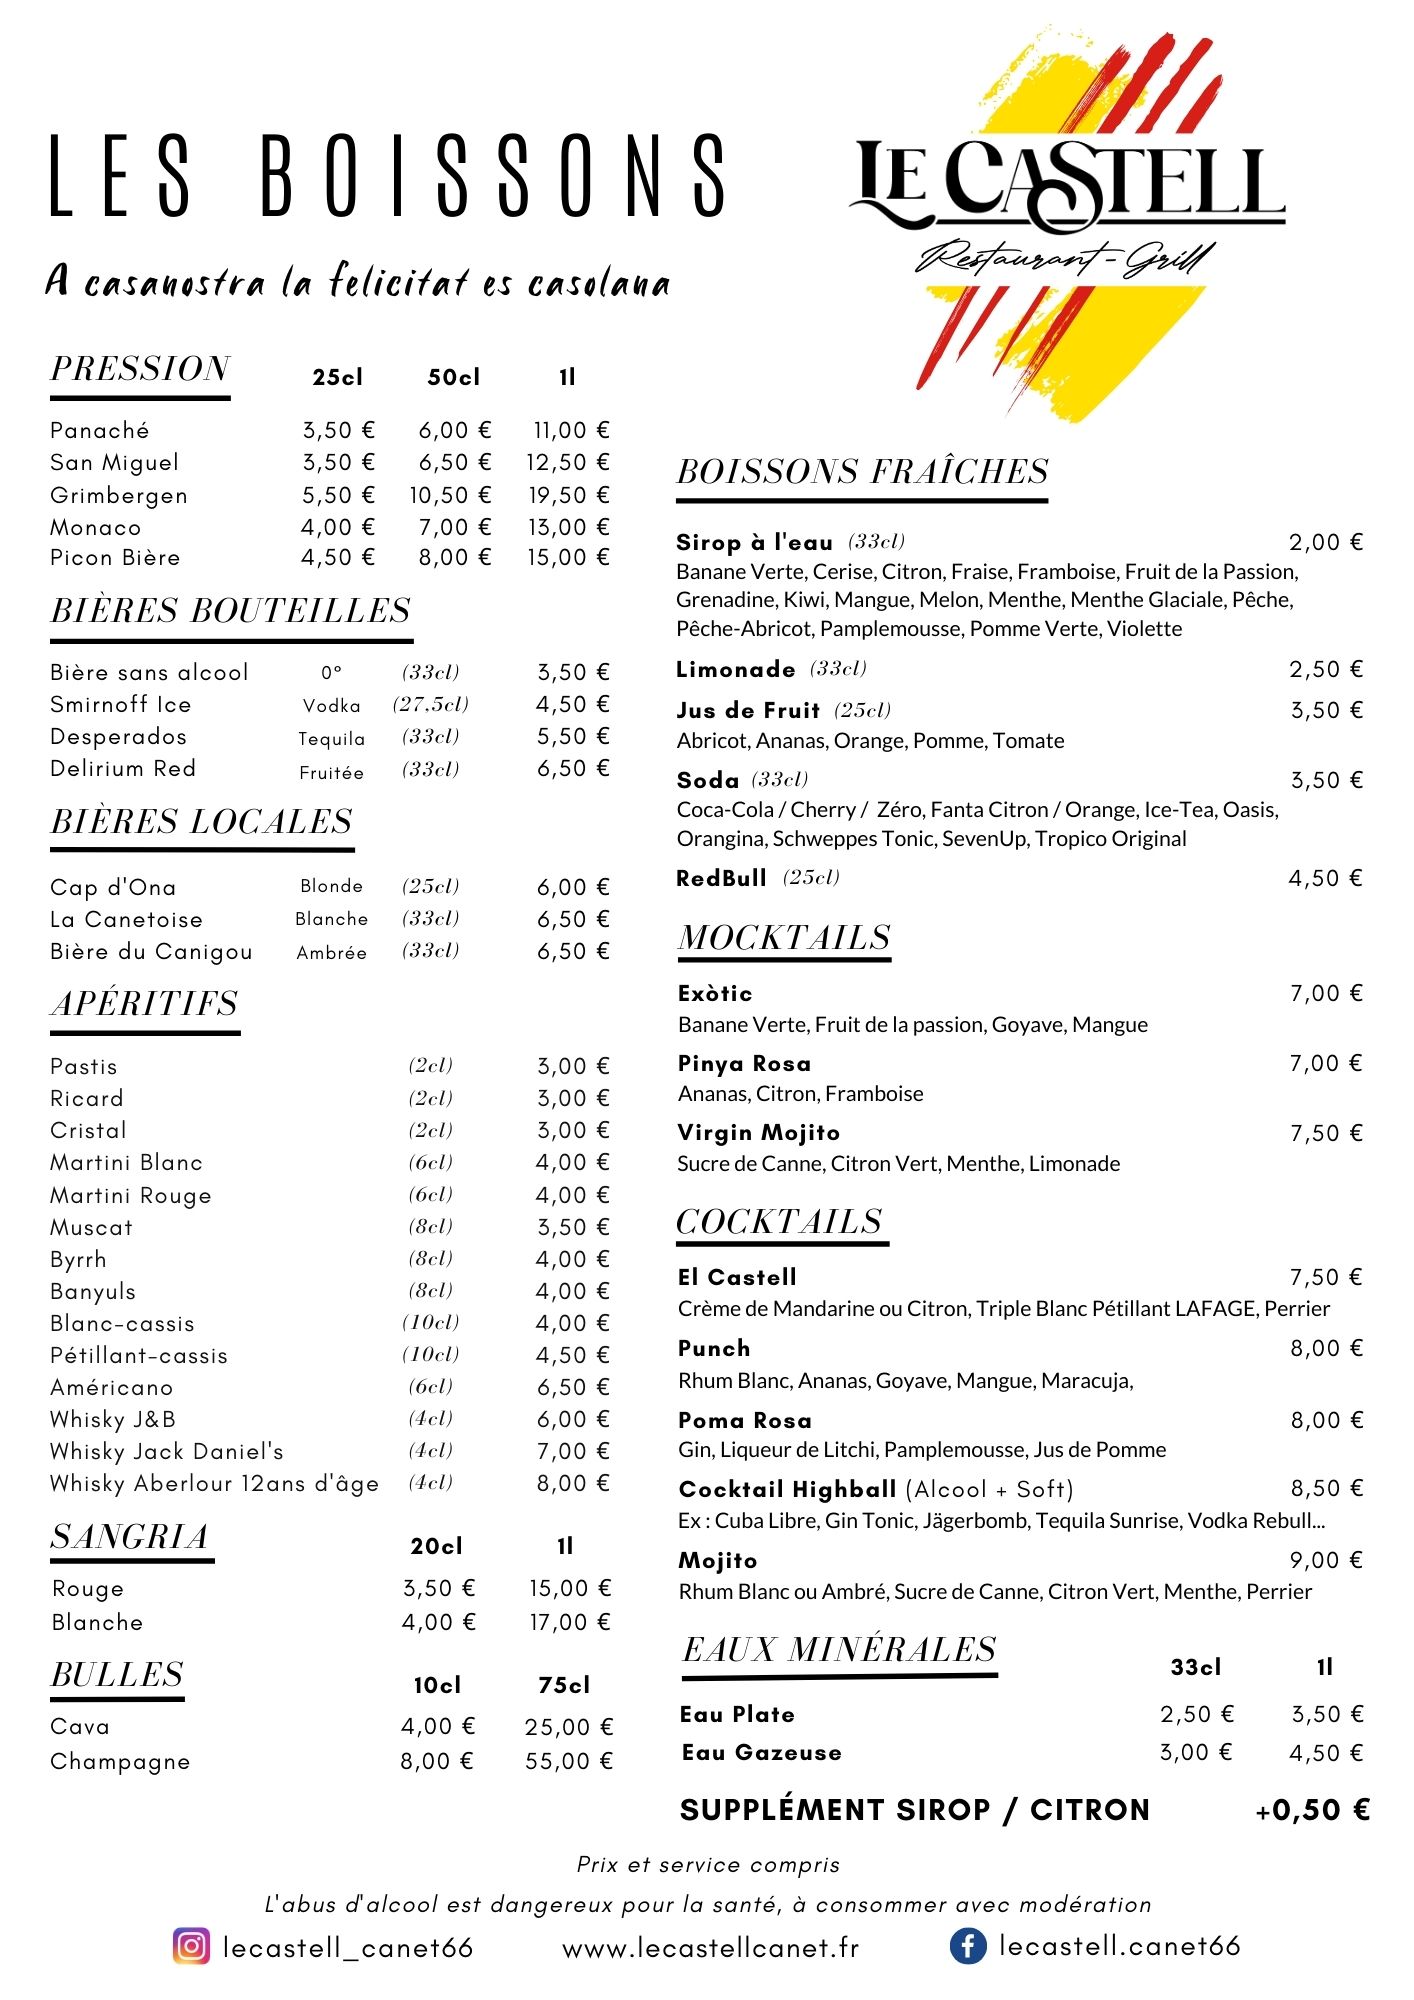 LES BOISSONS
A casanostra la felicitat es casolana
LE CASTELL
Restaurant-Grill
PRESSION 25cl 50cl 1l
Panaché 3,50 € 6,00 € 11,00 €
San Miguel 3,50 € 6,50 € 12,50 €
Grimbergen 5,50 € 10,50 € 19,50 €
Monaco 4,00 € 7,00 € 13,00 €
Picon Bière 4,50 € 8,00 € 15,00 €
BIÈRES BOUTEILLES
Bière sans alcool 0° (33cl) 3,50 €
Smirnoff Ice Vodka (27,5cl) 4,50 €
Desperados Tequila (33cl) 5,50 €
Delirium Red Fruitée (33cl) 6,50 €
BIÈRES LOCALES
Cap d'Ona Blonde (25cl) 6,00 €
La Canetoise Blanche (33cl) 6,50 €
Bière du Canigou Ambrée (33cl) 6,50 €
APÉRITIFS
Pastis (2cl) 3,00 €
Ricard (2cl) 3,00 €
Cristal (2cl) 3,00 €
Martini Blanc (6cl) 4,00 €
Martini Rouge (6cl) 4,00 €
Muscat (8cl) 3,50 €
Byrrh (8cl) 4,00 €
Banyuls (8cl) 4,00 €
Blanc-cassis (10cl) 4,00 €
Pétillant-cassis (10cl) 4,50 €
Américano (6cl) 6,50 €
Whisky J&B (4cl) 6,00 €
Whisky Jack Daniel's (4cl) 7,00 €
Whisky Aberlour 12ans d'âge (4cl) 8,00 €
SANGRIA 20cl 1l
Rouge 3,50 € 15,00 €
Blanche 4,00 € 17,00 €
BULLES 10cl 75cl
Cava 4,00 € 25,00 €
Champagne 8,00 € 55,00 €
BOISSONS FRAÎCHES
Sirop à l'eau (33cl) 2,00 €
Banane Verte, Cerise, Citron, Fraise, Framboise, Fruit de la Passion,
Grenadine, Kiwi, Mangue, Melon, Menthe, Menthe Glaciale, Pêche,
Pêche-Abricot, Pamplemousse, Pomme Verte, Violette
Limonade (33cl) 2,50 €
Jus de Fruit (25cl) 3,50 €
Abricot, Ananas, Orange, Pomme, Tomate
Soda (33cl) 3,50 €
Coca-Cola / Cherry / Zéro, Fanta Citron / Orange, Ice-Tea, Oasis,
Orangina, Schweppes Tonic, SevenUp, Tropico Original
RedBull (25cl) 4,50 €
MOCKTAILS
Exòtic 7,00 €
Banane Verte, Fruit de la passion, Goyave, Mangue
Pinya Rosa 7,00 €
Ananas, Citron, Framboise
Virgin Mojito 7,50 €
Sucre de Canne, Citron Vert, Menthe, Limonade
COCKTAILS
El Castell 7,50 €
Crème de Mandarine ou Citron, Triple Blanc Pétillant LAFAGE, Perrier
Punch 8,00 €
Rhum Blanc, Ananas, Goyave, Mangue, Maracuja,
Poma Rosa 8,00 €
Gin, Liqueur de Litchi, Pamplemousse, Jus de Pomme
Cocktail Highball (Alcool + Soft) 8,50 €
Ex : Cuba Libre, Gin Tonic, Jägerbomb, Tequila Sunrise, Vodka Rebull...
Mojito 9,00 €
Rhum Blanc ou Ambré, Sucre de Canne, Citron Vert, Menthe, Perrier
EAUX MINÉRALES 33cl 1l
Eau Plate 2,50 € 3,50 €
Eau Gazeuse 3,00 € 4,50 €
SUPPLÉMENT SIROP / CITRON +0,50 €
Prix et service compris
L'abus d'alcool est dangereux pour la santé, à consommer avec modération
lecastell_canet66 www.lecastellcanet.fr lecastell.canet66